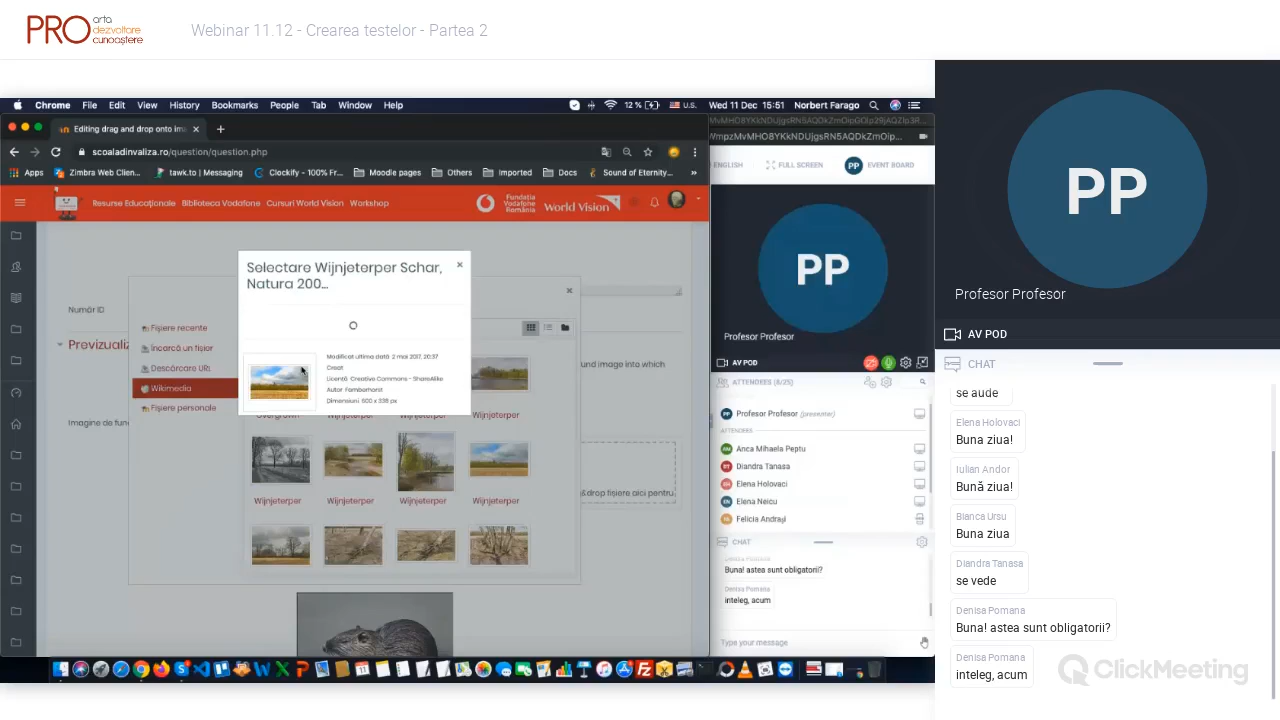 PRO arta
dezvoltare
cunoaștere
Webinar 11.12 - Crearea testelor - Partea 2
Chrome File Edit View History Bookmarks People Tab Window Help
12 % U.S. Wed 11 Dec 15:51 Norbert Farago
Editing drag and drop onto ima
scoaladinvaliza.ro/question/question.php
Apps Zimbra Web Clien... tawk.to | Messaging Clockify - 100% Fr... Moodle pages Others Imported Docs Sound of Eternity... »
Resurse Educaționale Biblioteca Vodafone Cursuri World Vision Workshop
Fundația
Vodafone
România
World Vision
Număr ID
Previzualiz
Imagine de fun
Fișiere recente
Încarcă un fișier
Descărcare URL
Wikimedia
Fișiere personale
Selectare Wijnjeterper Schar,
Natura 200...
Modificat ultima dată 2 mai 2017, 20:37
Creat
Licență Creative Commons - ShareAlike
Autor Famberhorst
Dimensiuni 600 x 338 px
und image into which
Overgrown Wijnjeterper Wijnjeterper Wijnjeterper
Wijnjeterper Wijnjeterper Wijnjeterper Wijnjeterper
&drop fișiere aici pentru
ENGLISH FULL SCREEN PP EVENT BOARD
PP
Profesor Profesor
AV POD
ATTENDEES (8/25)
PP Profesor Profesor (presenter)
ATTENDEES
AM Anca Mihaela Peptu
DT Diandra Tanasa
EH Elena Holovaci
EN Elena Neicu
FA Felicia Andrași
CHAT
Denisa Pomana
Buna! astea sunt obligatorii?
Denisa Pomana
inteleg, acum
Type your message
PP
Profesor Profesor
AV POD
CHAT
se aude
Elena Holovaci
Buna ziua!
Iulian Andor
Bună ziua!
Bianca Ursu
Buna ziua
Diandra Tanasa
se vede
Denisa Pomana
Buna! astea sunt obligatorii?
Denisa Pomana
inteleg, acum
ClickMeeting